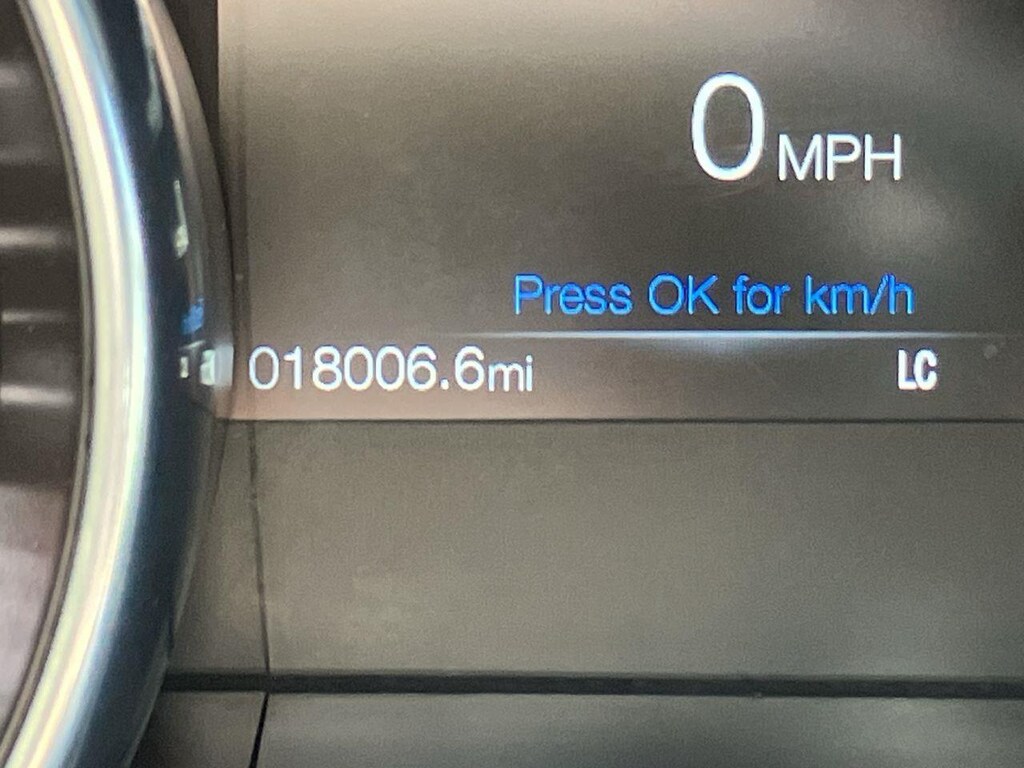 0 MPH
Press OK for km/h
018006.6mi LC